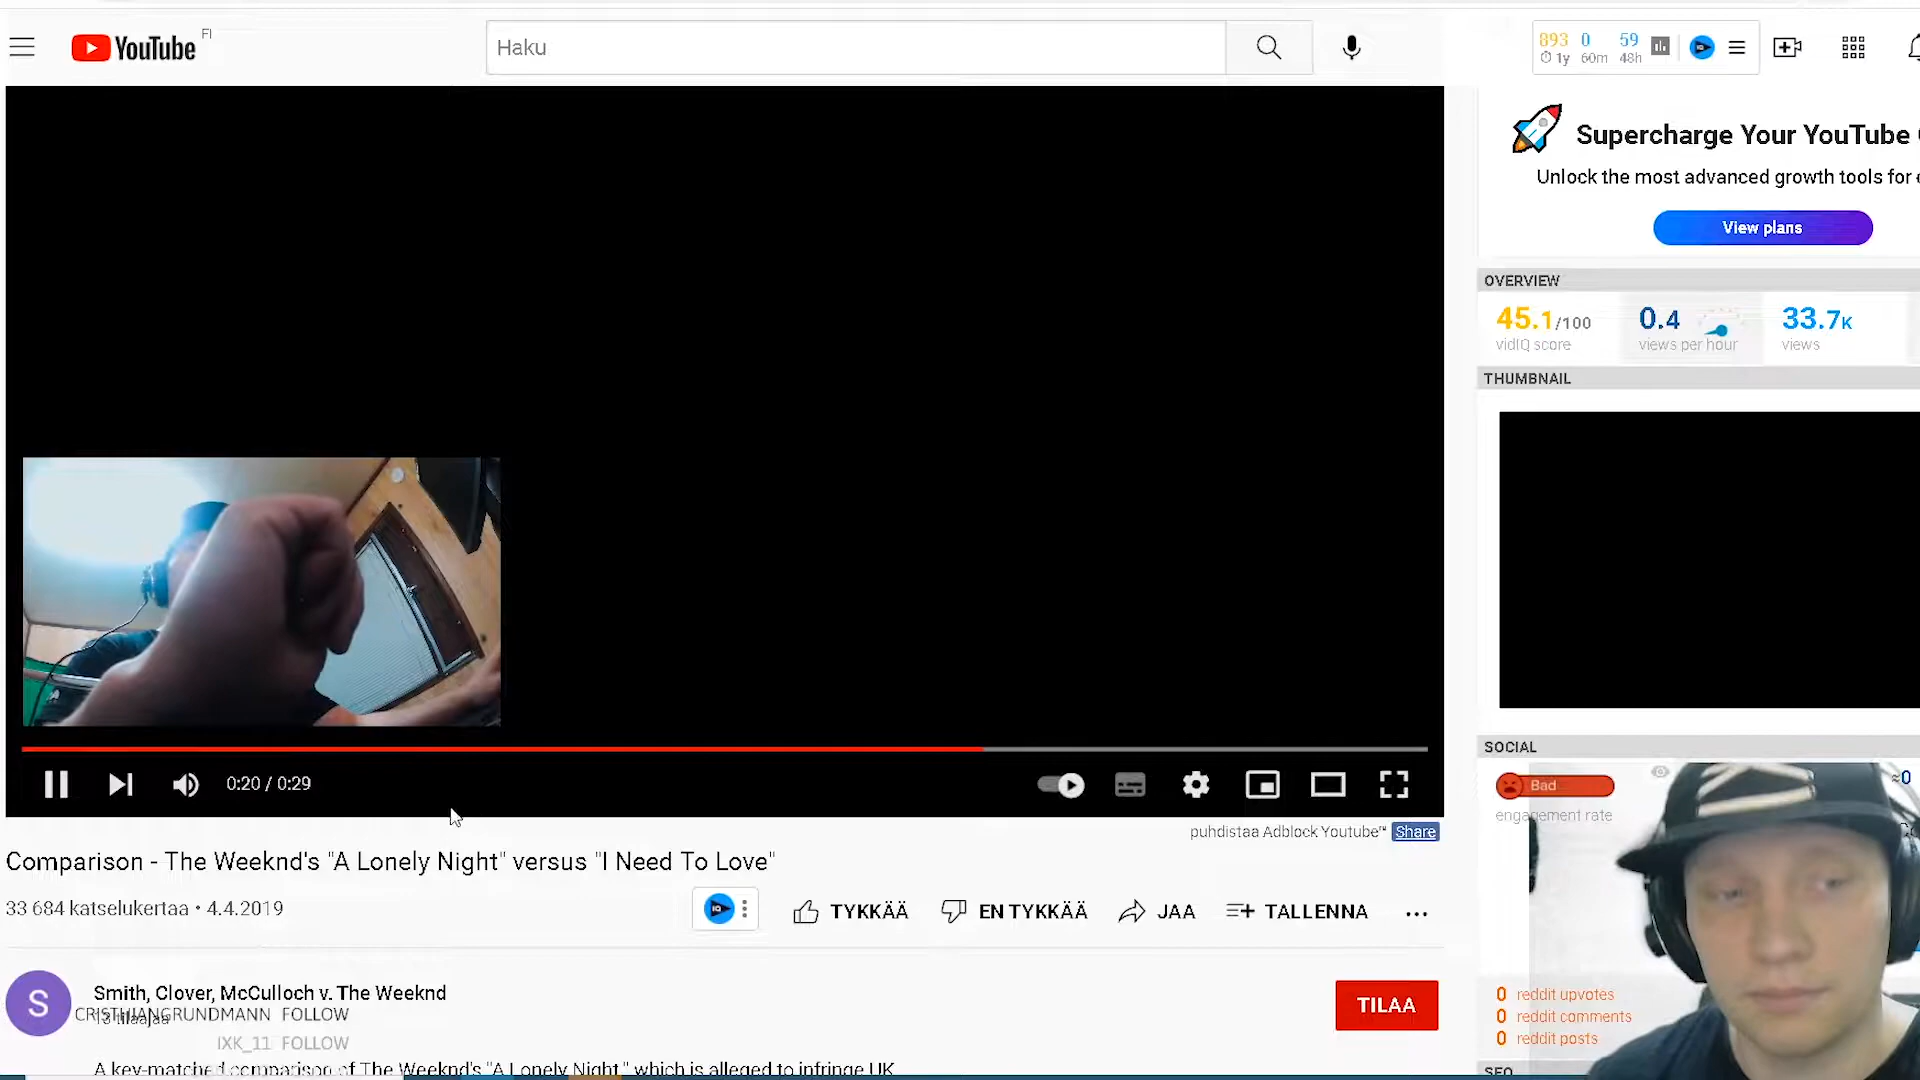 YouTube FI
Haku
893 0 59
1y 60m 48h
Supercharge Your YouTube
Unlock the most advanced growth tools for
View plans
OVERVIEW
45.1/100 0.4 33.7K
vidIQ score views per hour views
THUMBNAIL
0:20 / 0:29
SOCIAL
Bad
≈0
engagement rate
puhdistaa Adblock Youtube™ Share
Comparison - The Weeknd's "A Lonely Night" versus "I Need To Love"
33 684 katselukertaa • 4.4.2019
TYKKÄÄ EN TYKKÄÄ JAA TALLENNA
S
Smith, Clover, McCulloch v. The Weeknd
13 tilaajaa
CRISTHIANGRUNDMANN FOLLOW
IXK_11 FOLLOW
TILAA
0 reddit upvotes
0 reddit comments
0 reddit posts
A key-matched comparison of The Weeknd's "A Lonely Night," which is alleged to infringe UK
SEO